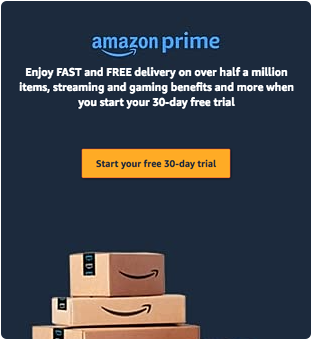 amazon prime
Enjoy FAST and FREE delivery on over half a million
items, streaming and gaming benefits and more when
you start your 30-day free trial
Start your free 30-day trial